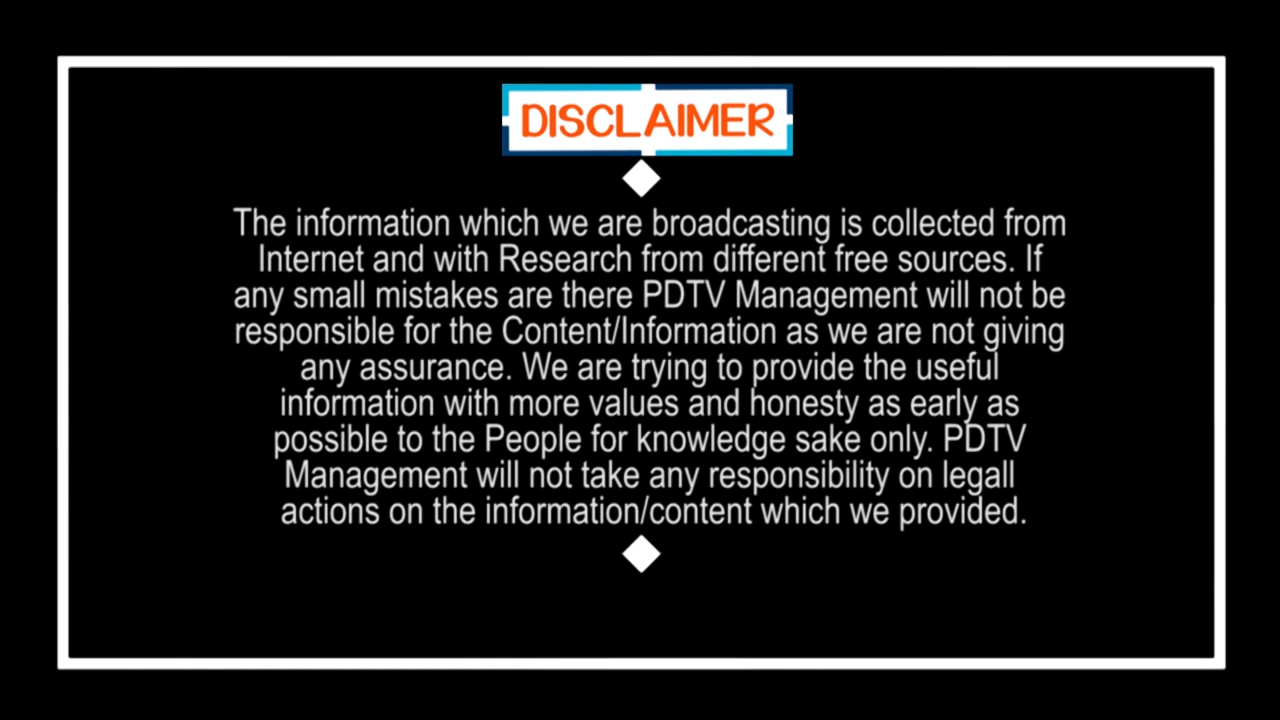 DISCLAIMER
The information which we are broadcasting is collected from
Internet and with Research from different free sources. If
any small mistakes are there PDTV Management will not be
responsible for the Content/Information as we are not giving
any assurance. We are trying to provide the useful
information with more values and honesty as early as
possible to the People for knowledge sake only. PDTV
Management will not take any responsibility on legall
actions on the information/content which we provided.